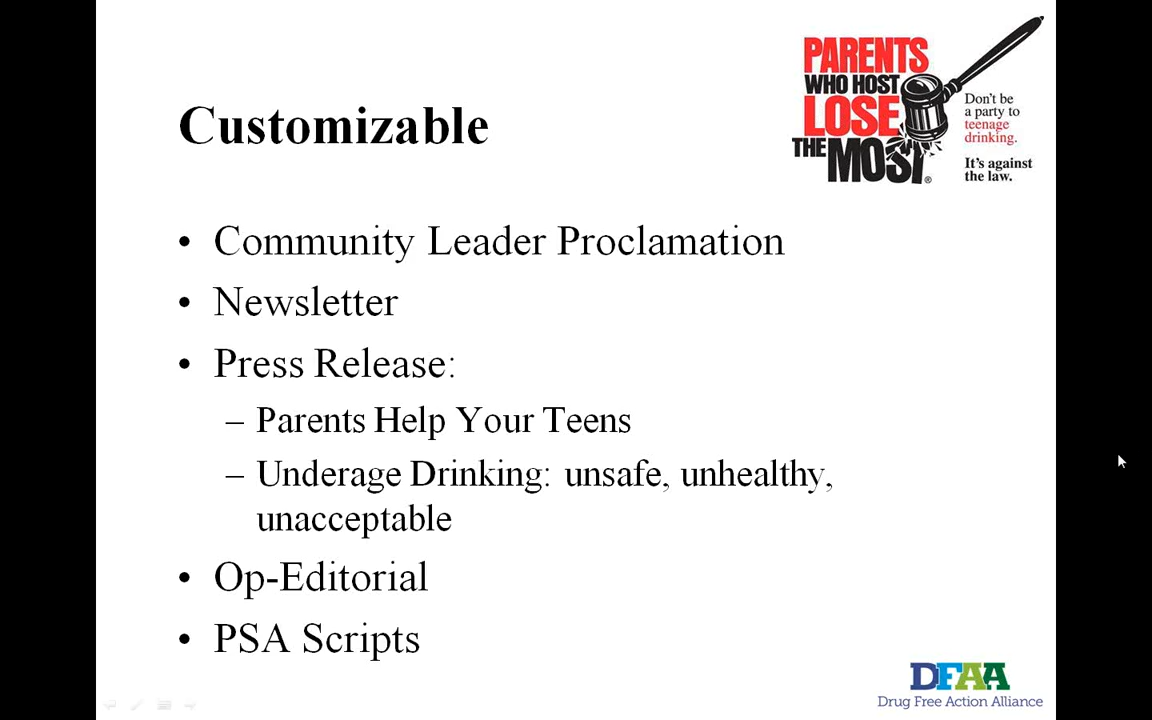 PARENTS
WHO HOST
LOSE
THE MOST®
Don't be
a party to
teenage
drinking.
It's against
the law.
Customizable
• Community Leader Proclamation
• Newsletter
• Press Release:
– Parents Help Your Teens
– Underage Drinking: unsafe, unhealthy,
unacceptable
• Op-Editorial
• PSA Scripts
DFAA
Drug Free Action Alliance